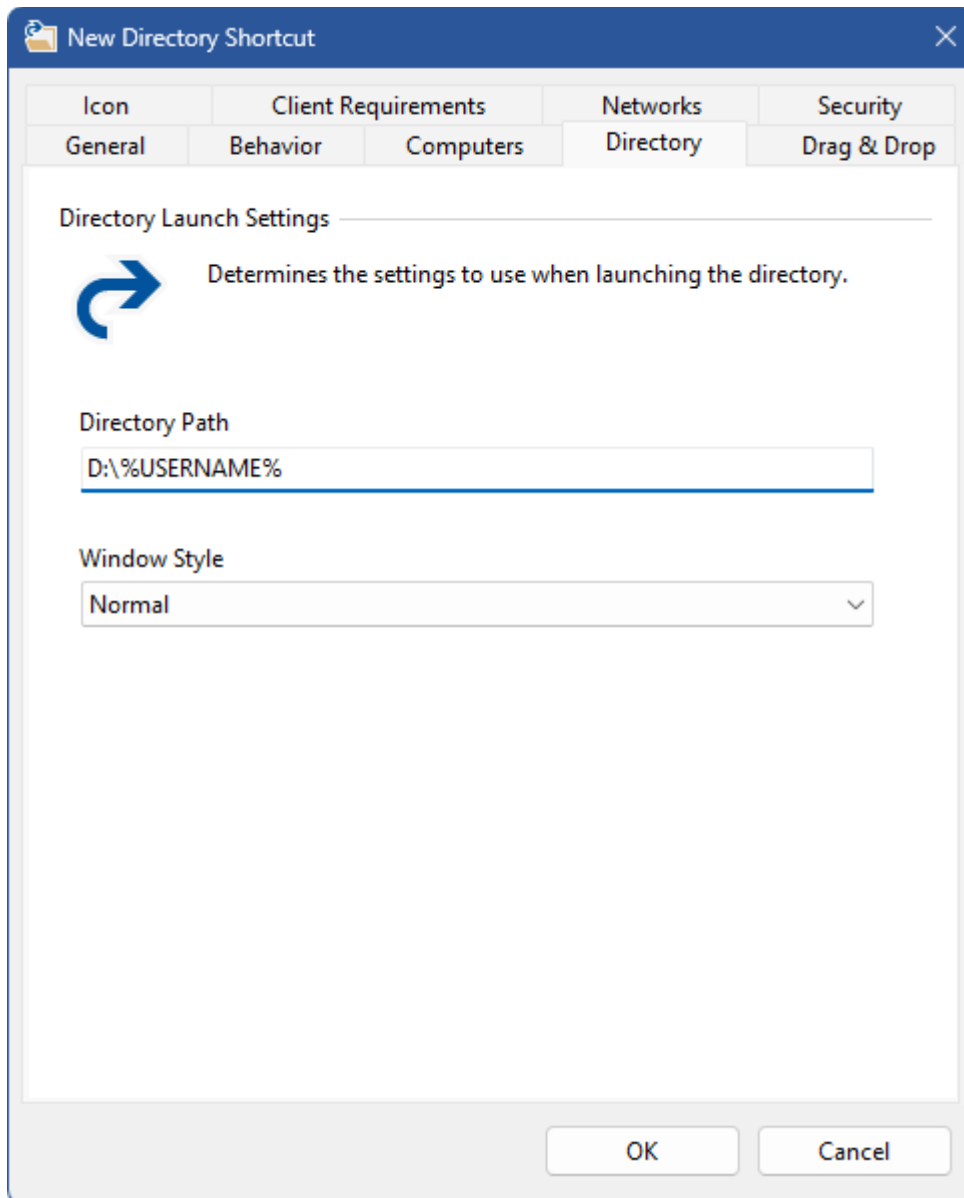 New Directory Shortcut
Icon Client Requirements Networks Security
General Behavior Computers Directory Drag & Drop
Directory Launch Settings
Determines the settings to use when launching the directory.
Directory Path
D:\%USERNAME%
Window Style
Normal
OK Cancel